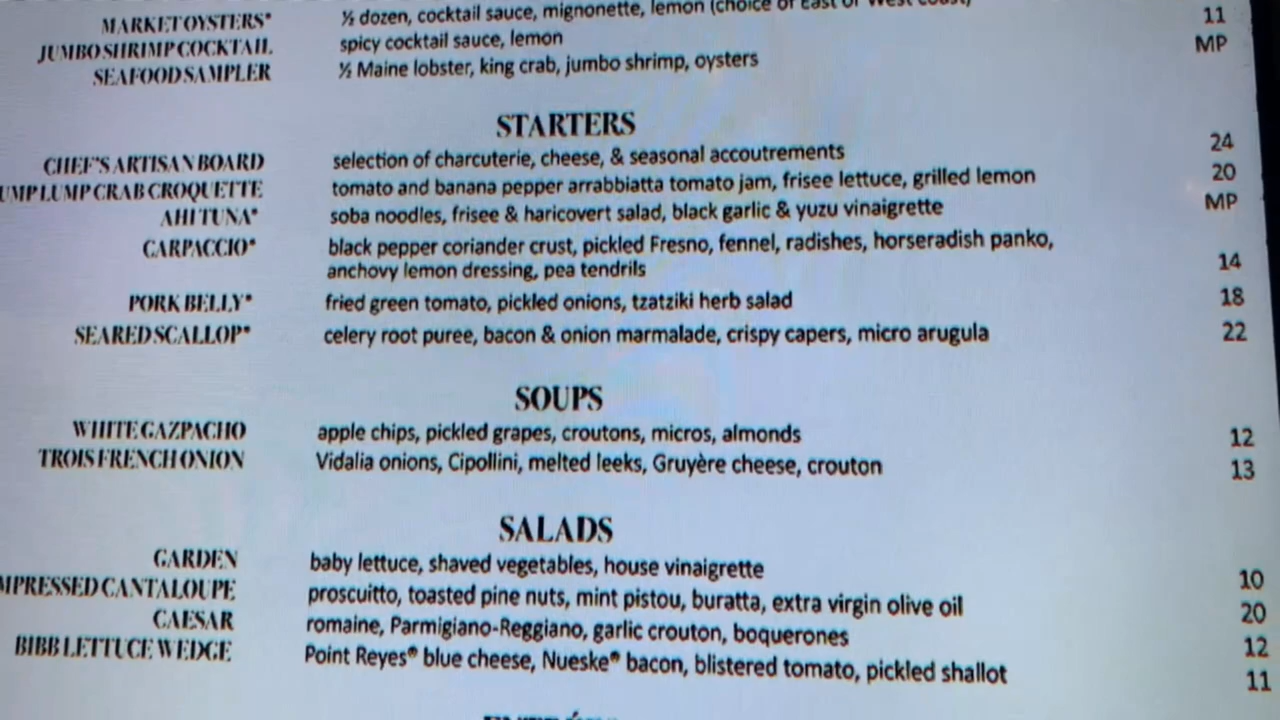 MARKET OYSTERS* ½ dozen, cocktail sauce, mignonette, lemon (choice of East or West coast)
JUMBO SHRIMP COCKTAIL spicy cocktail sauce, lemon 11
SEAFOOD SAMPLER ½ Maine lobster, king crab, jumbo shrimp, oysters MP
STARTERS
CHEF'S ARTISAN BOARD selection of charcuterie, cheese, & seasonal accoutrements 24
UMP LUMP CRAB CROQUETTE tomato and banana pepper arrabbiatta tomato jam, frisee lettuce, grilled lemon 20
AHI TUNA* soba noodles, frisee & haricovert salad, black garlic & yuzu vinaigrette MP
CARPACCIO* black pepper coriander crust, pickled Fresno, fennel, radishes, horseradish panko,
anchovy lemon dressing, pea tendrils 14
PORK BELLY* fried green tomato, pickled onions, tzatziki herb salad 18
SEARED SCALLOP* celery root puree, bacon & onion marmalade, crispy capers, micro arugula 22
SOUPS
WHITE GAZPACHO apple chips, pickled grapes, croutons, micros, almonds 12
TROIS FRENCH ONION Vidalia onions, Cipollini, melted leeks, Gruyère cheese, crouton 13
SALADS
GARDEN baby lettuce, shaved vegetables, house vinaigrette 10
MPRESSED CANTALOUPE proscuitto, toasted pine nuts, mint pistou, buratta, extra virgin olive oil 20
CAESAR romaine, Parmigiano-Reggiano, garlic crouton, boquerones 12
BIBB LETTUCE WEDGE Point Reyes® blue cheese, Nueske® bacon, blistered tomato, pickled shallot 11